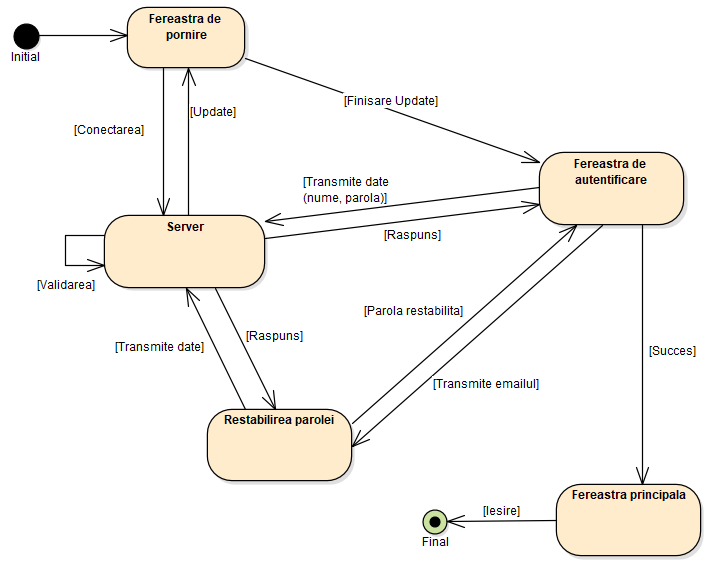 Fereastra de
pornire
Initial
[Finisare Update]
[Update]
[Conectarea]
Fereastra de
autentificare
[Transmite date
(nume, parola)]
Server
[Raspuns]
[Validarea]
[Parola restabilita]
[Raspuns]
[Transmite date]
[Succes]
[Transmite emailul]
Restabilirea parolei
Fereastra principala
[Iesire]
Final